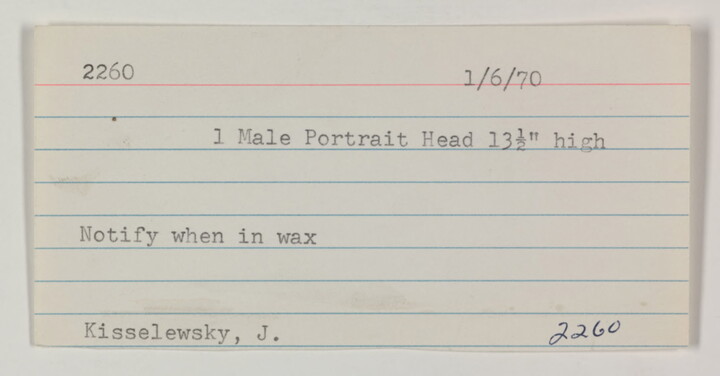 2260 1/6/70
1 Male Portrait Head 13½" high
Notify when in wax
Kisselewsky, J. 2260